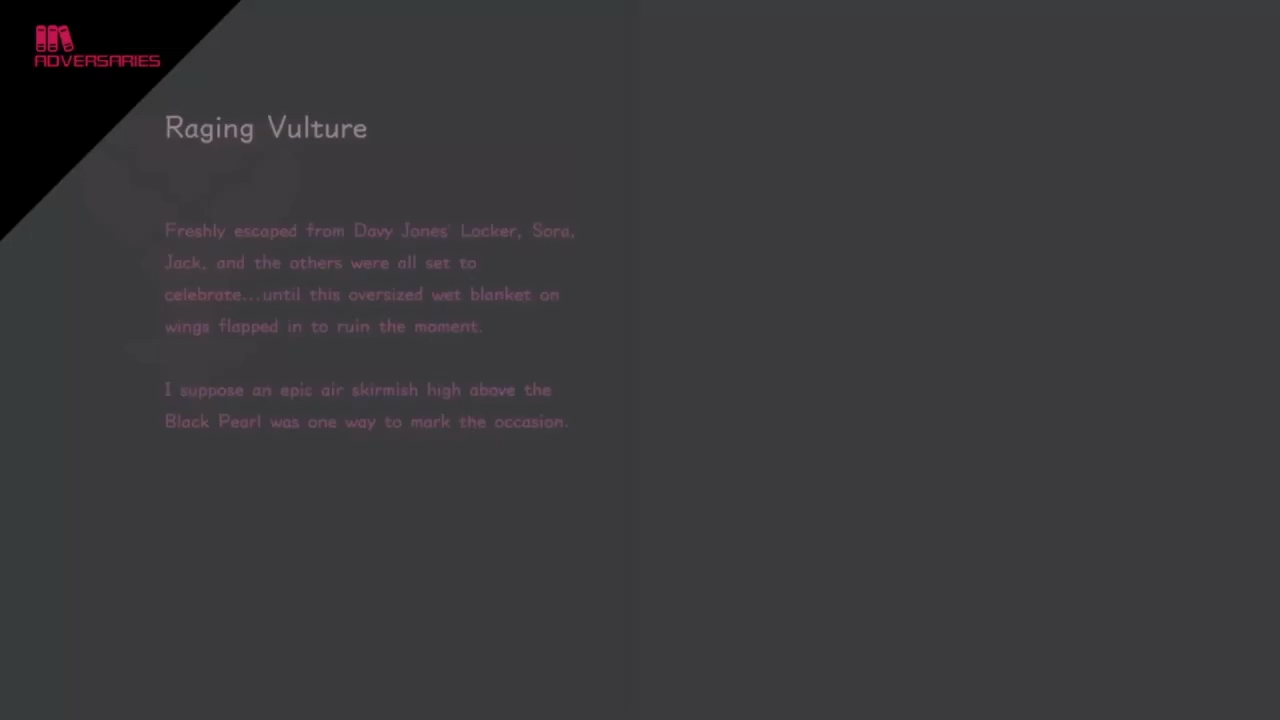 ADVERSARIES
Raging Vulture
Freshly escaped from Davy Jones' Locker, Sora,
Jack, and the others were all set to
celebrate...until this oversized wet blanket on
wings flapped in to ruin the moment.
I suppose an epic air skirmish high above the
Black Pearl was one way to mark the occasion.